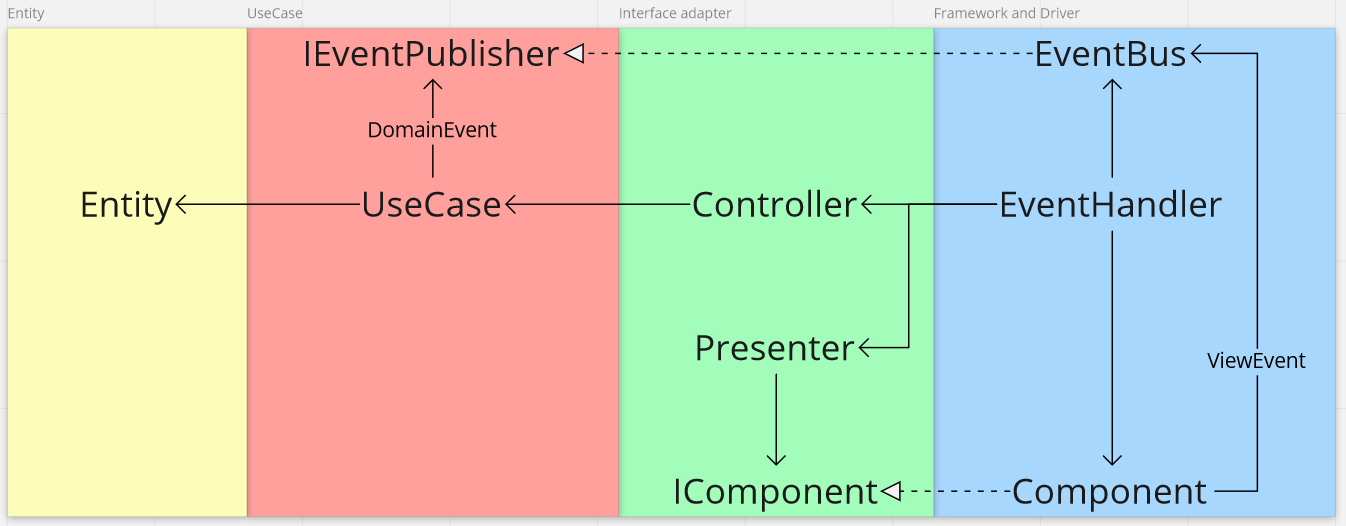 Entity
UseCase
Interface adapter
Framework and Driver
IEventPublisher
EventBus
DomainEvent
Entity
UseCase
Controller
EventHandler
Presenter
ViewEvent
IComponent
Component